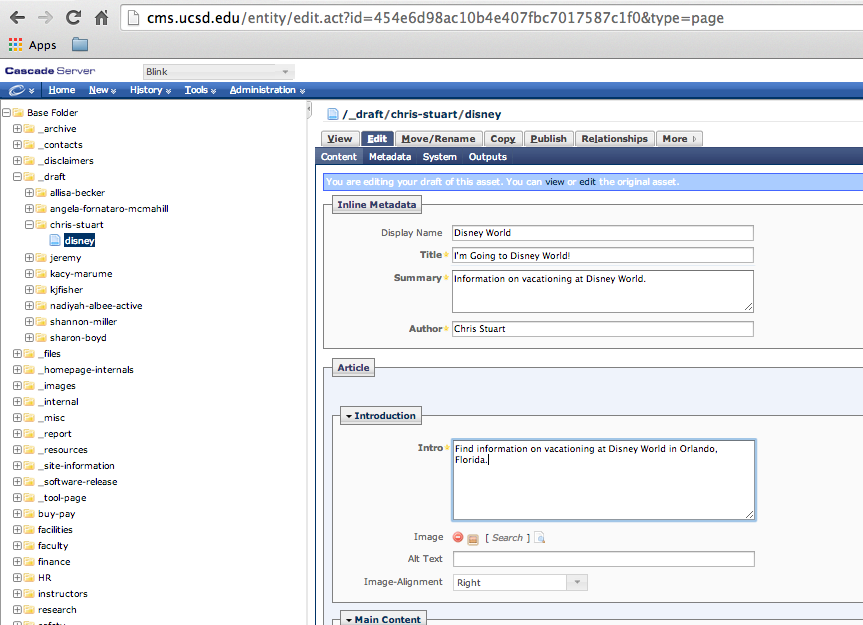 cms.ucsd.edu/entity/edit.act?id=454e6d98ac10b4e407fbc7017587c1f0&type=page
Apps
Cascade Server
Blink
Home New History Tools Administration
Base Folder
_archive
_contacts
_disclaimers
_draft
allisa-becker
angela-fornataro-mcmahill
chris-stuart
disney
jeremy
kacy-marume
kjfisher
nadiyah-albee-active
shannon-miller
sharon-boyd
_files
_homepage-internals
_images
_internal
_misc
_report
_resources
_site-information
_software-release
_tool-page
buy-pay
facilities
faculty
finance
HR
instructors
research
safety
/_draft/chris-stuart/disney
View Edit Move/Rename Copy Publish Relationships More
Content Metadata System Outputs
You are editing your draft of this asset. You can view or edit the original asset.
Inline Metadata
Display Name Disney World
Title I'm Going to Disney World!
Summary Information on vacationing at Disney World.
Author Chris Stuart
Article
Introduction
Intro Find information on vacationing at Disney World in Orlando,
Florida.
Image [ Search ]
Alt Text
Image-Alignment Right
Main Content